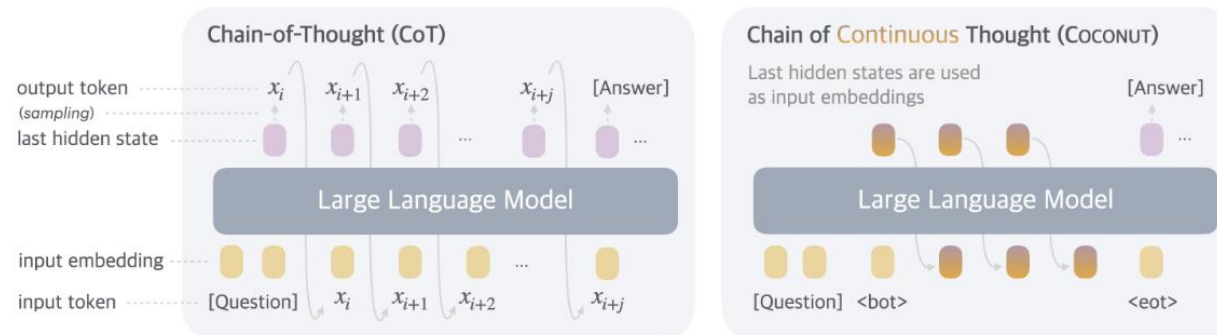 Chain-of-Thought (CoT)
output token
(sampling)
last hidden state
input embedding
input token
x_i x_{i+1} x_{i+2} x_{i+j} [Answer]
... ...
Large Language Model
...
[Question] x_i x_{i+1} x_{i+2} x_{i+j}
Chain of Continuous Thought (COCONUT)
Last hidden states are used
as input embeddings
[Answer]
...
Large Language Model
[Question] <bot> <eot>